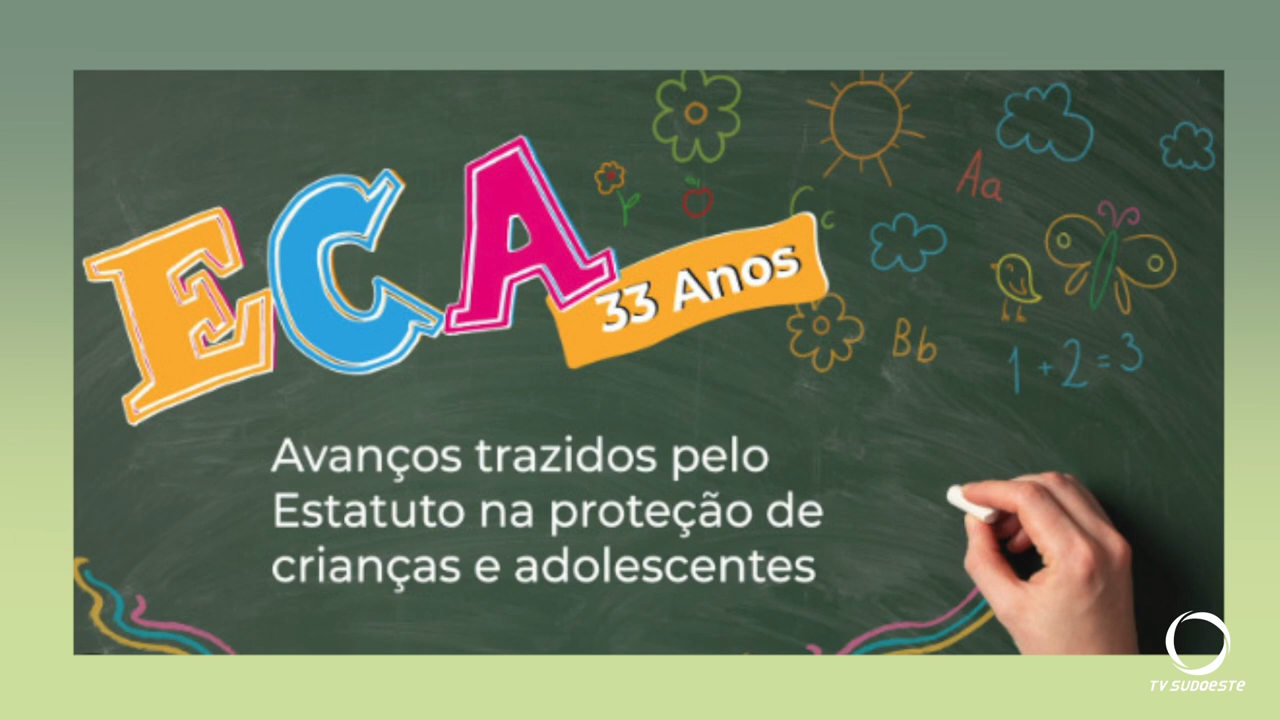 ECA
33 Anos
Aa
Cc
Bb
1 + 2 = 3
Avanços trazidos pelo
Estatuto na proteção de
crianças e adolescentes
TV SUDOESTE